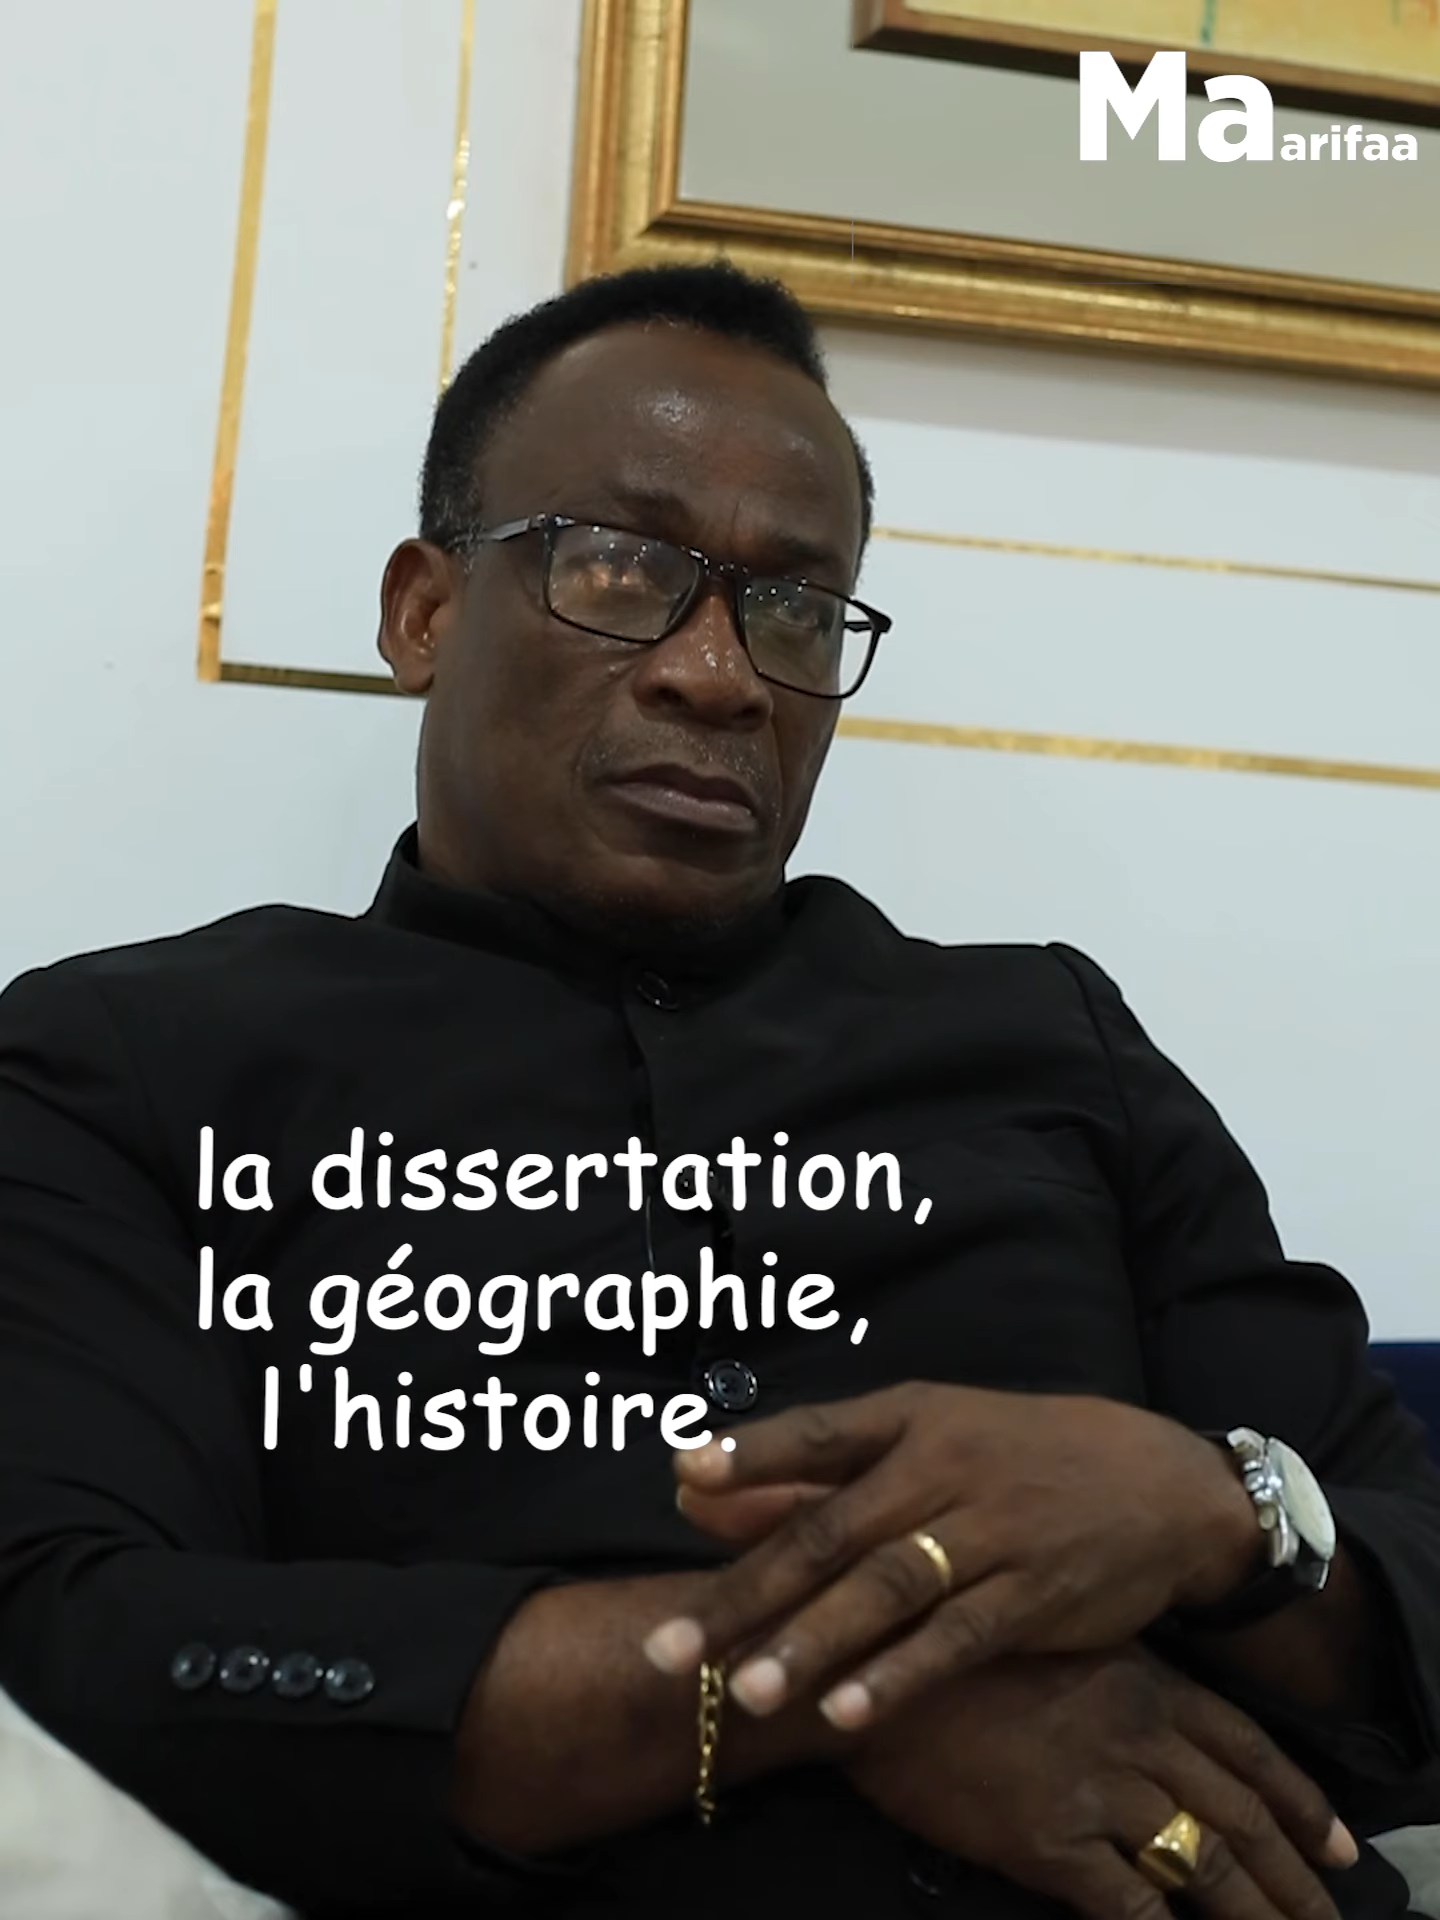 Maarifaa
la dissertation,
la géographie,
l'histoire.